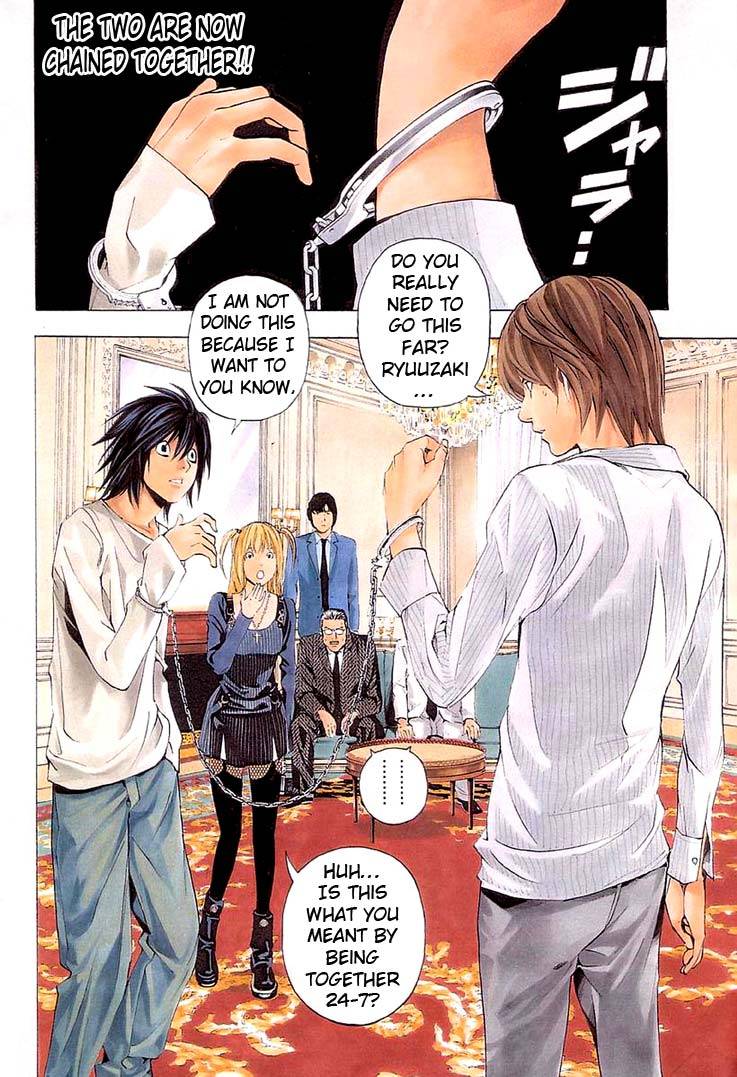 THE TWO ARE NOW
CHAINED TOGETHER!!
ジャラ…
DO YOU
REALLY
NEED TO
GO THIS
FAR?
RYUUZAKI
...
I AM NOT
DOING THIS
BECAUSE I
WANT TO
YOU KNOW.
......
HUH...
IS THIS
WHAT YOU
MEANT BY
BEING
TOGETHER
24-7?